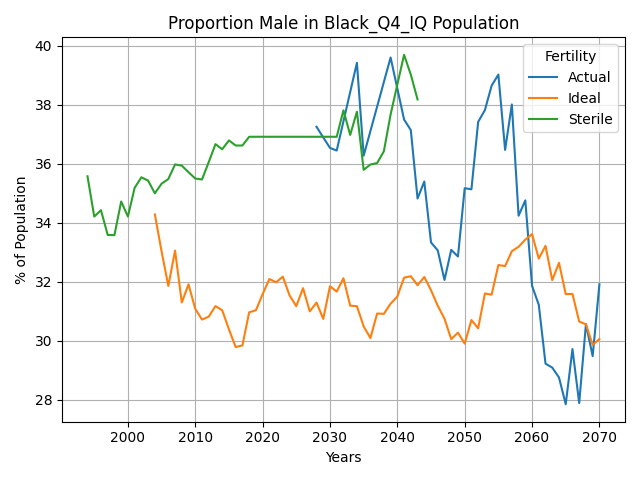 Proportion Male in Black_Q4_IQ Population
40
38
36
34
32
30
28
% of Population
Fertility
Actual
Ideal
Sterile
2000
2010
2020
2030
2040
2050
2060
2070
Years